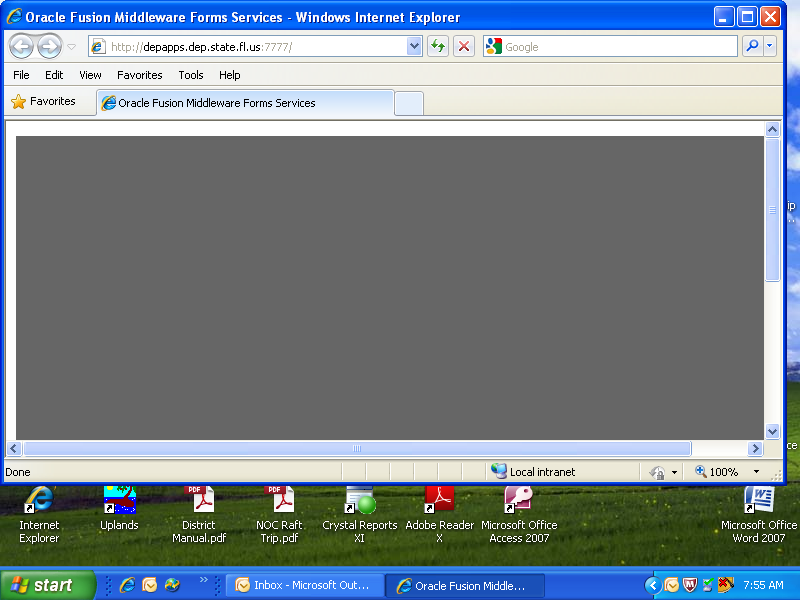 Oracle Fusion Middleware Forms Services - Windows Internet Explorer
http://depapps.dep.state.fl.us:7777/
Google
File Edit View Favorites Tools Help
Favorites
Oracle Fusion Middleware Forms Services
ip
..
ce
Done
Local intranet
100%
Internet
Explorer
Uplands
PDF
District
Manual.pdf
PDF
NOC Raft
Trip.pdf
Crystal Reports
XI
Adobe Reader
X
Microsoft Office
Access 2007
Microsoft Office
Word 2007
start
»
Inbox - Microsoft Out...
Oracle Fusion Middle...
7:55 AM